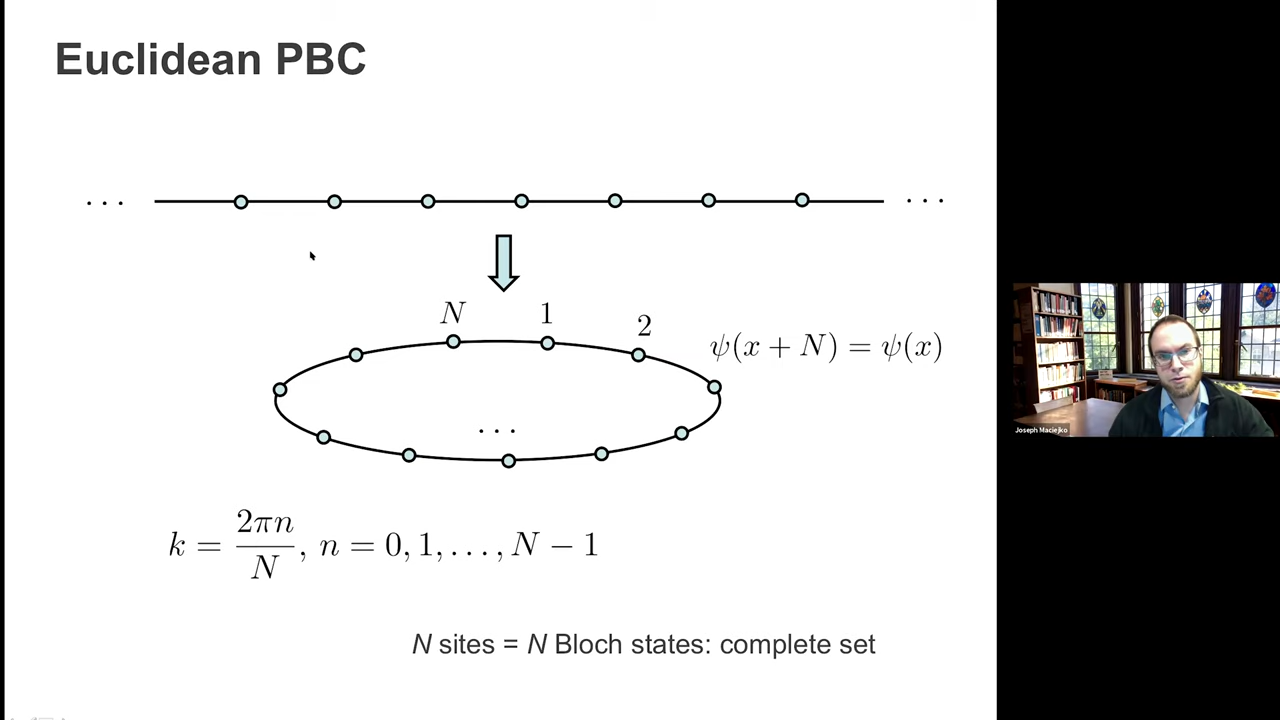 Euclidean PBC
. . .
. . .
N
1
2
ψ(x + N) = ψ(x)
. . .
k = 2πn/N, n = 0, 1, . . . , N − 1
N sites = N Bloch states: complete set
Joseph Maciejko